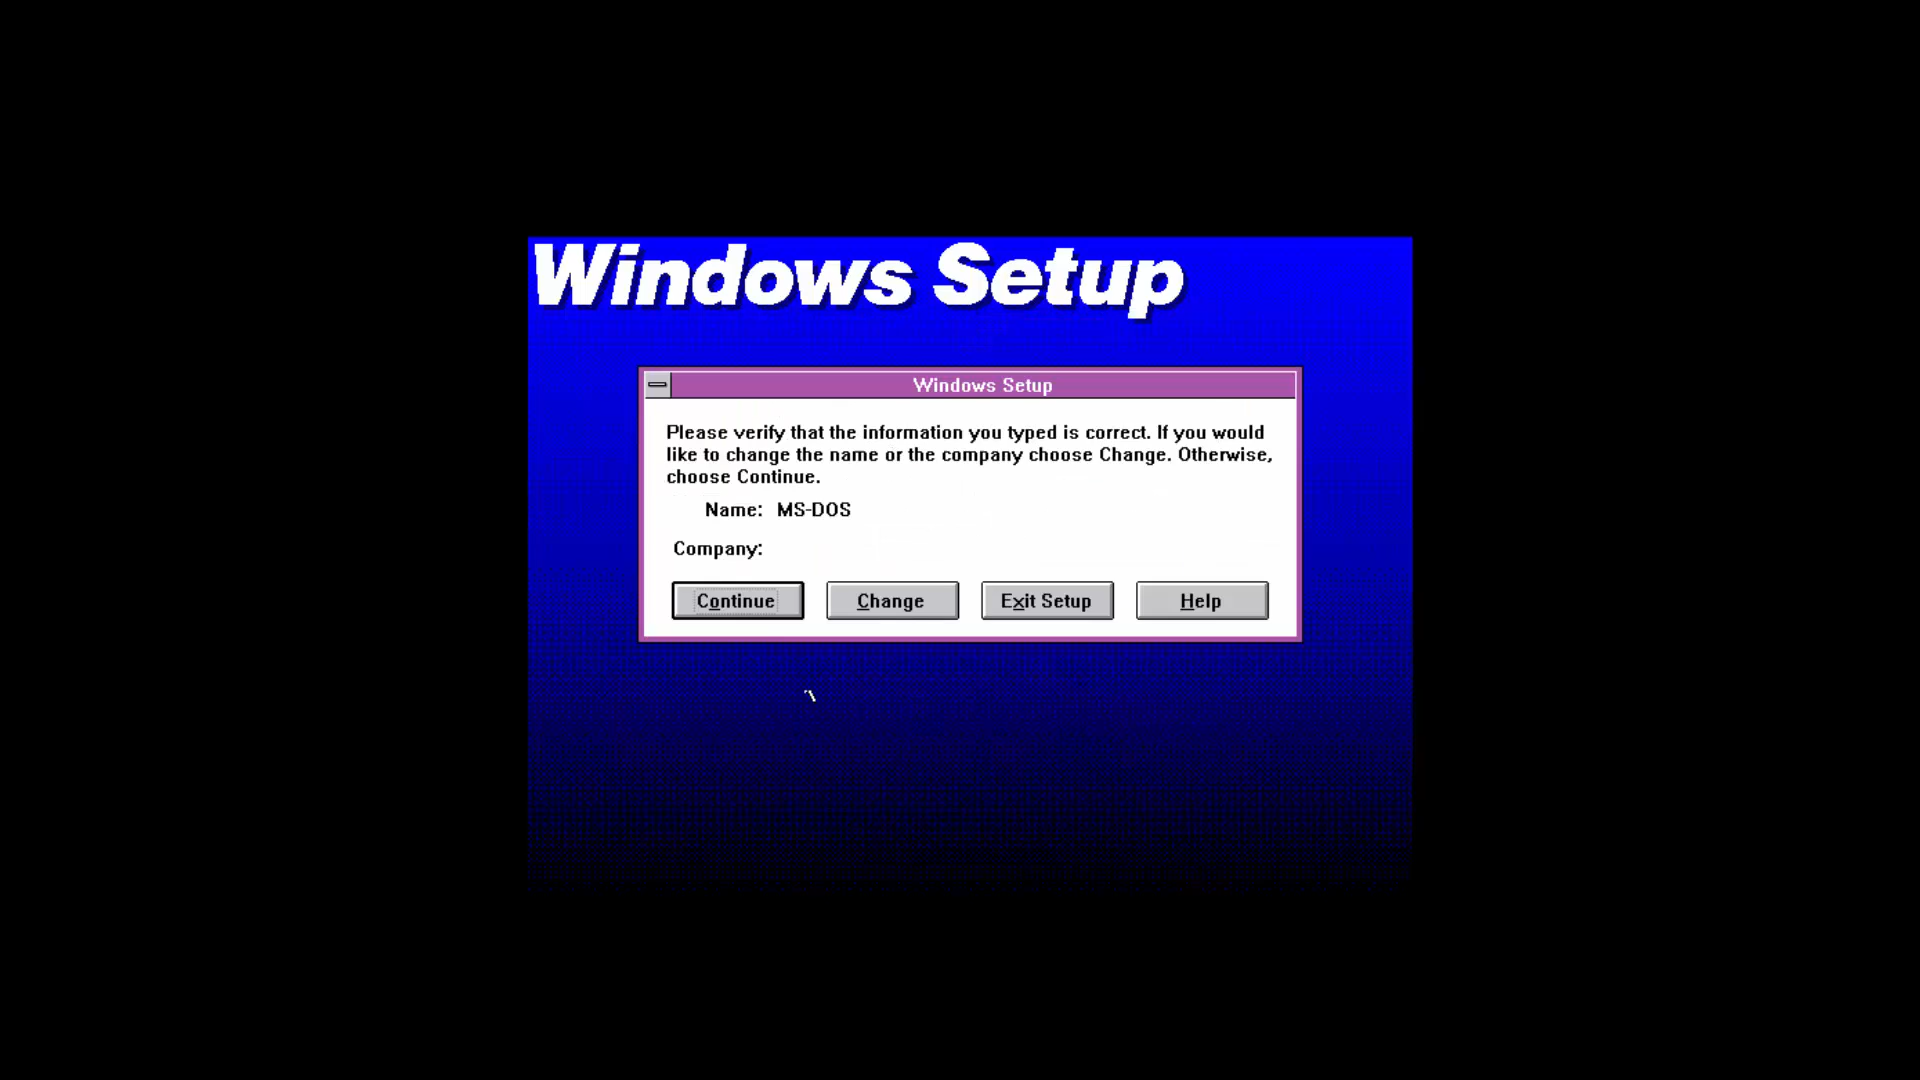 Windows Setup
Windows Setup
Please verify that the information you typed is correct. If you would
like to change the name or the company choose Change. Otherwise,
choose Continue.
Name: MS-DOS
Company:
Continue Change Exit Setup Help